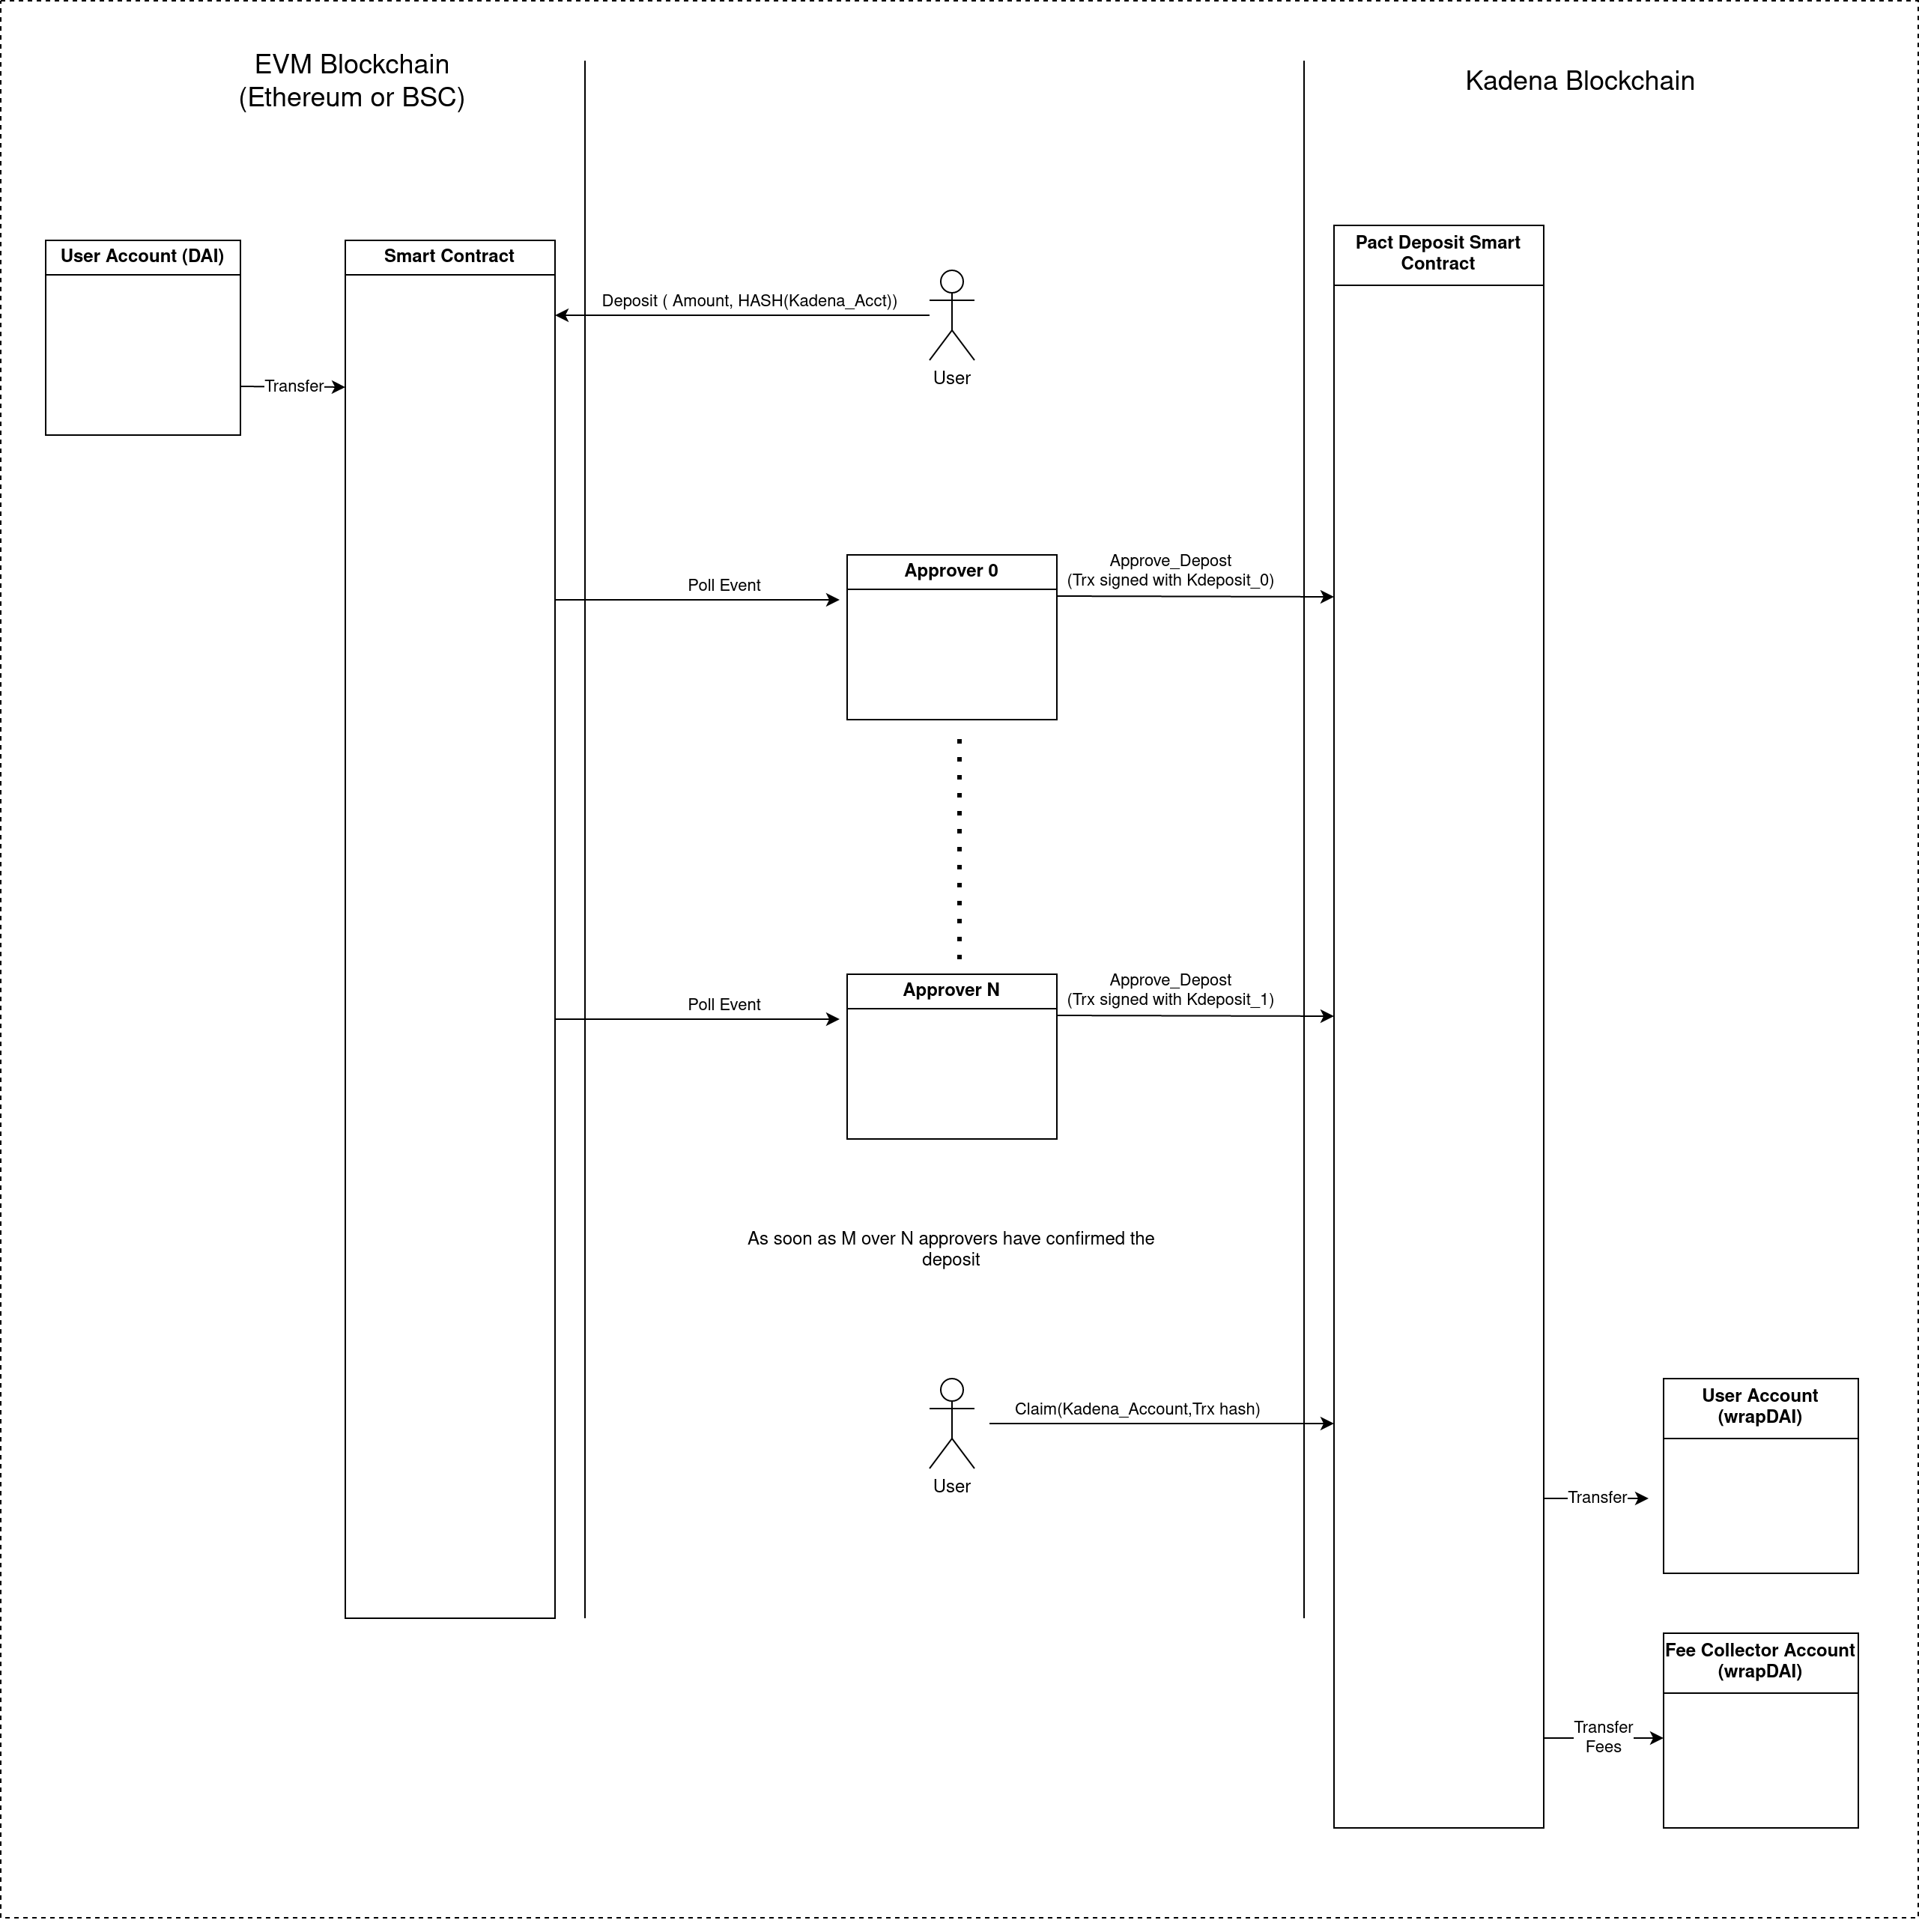 EVM Blockchain
(Ethereum or BSC)
Kadena Blockchain
User Account (DAI)
Smart Contract
Pact Deposit Smart
Contract
Deposit ( Amount, HASH(Kadena_Acct))
User
Transfer
Approver 0
Approve_Depost
(Trx signed with Kdeposit_0)
Poll Event
Approver N
Approve_Depost
(Trx signed with Kdeposit_1)
Poll Event
As soon as M over N approvers have confirmed the
deposit
Claim(Kadena_Account,Trx hash)
User
User Account
(wrapDAI)
Transfer
Fee Collector Account
(wrapDAI)
Transfer
Fees